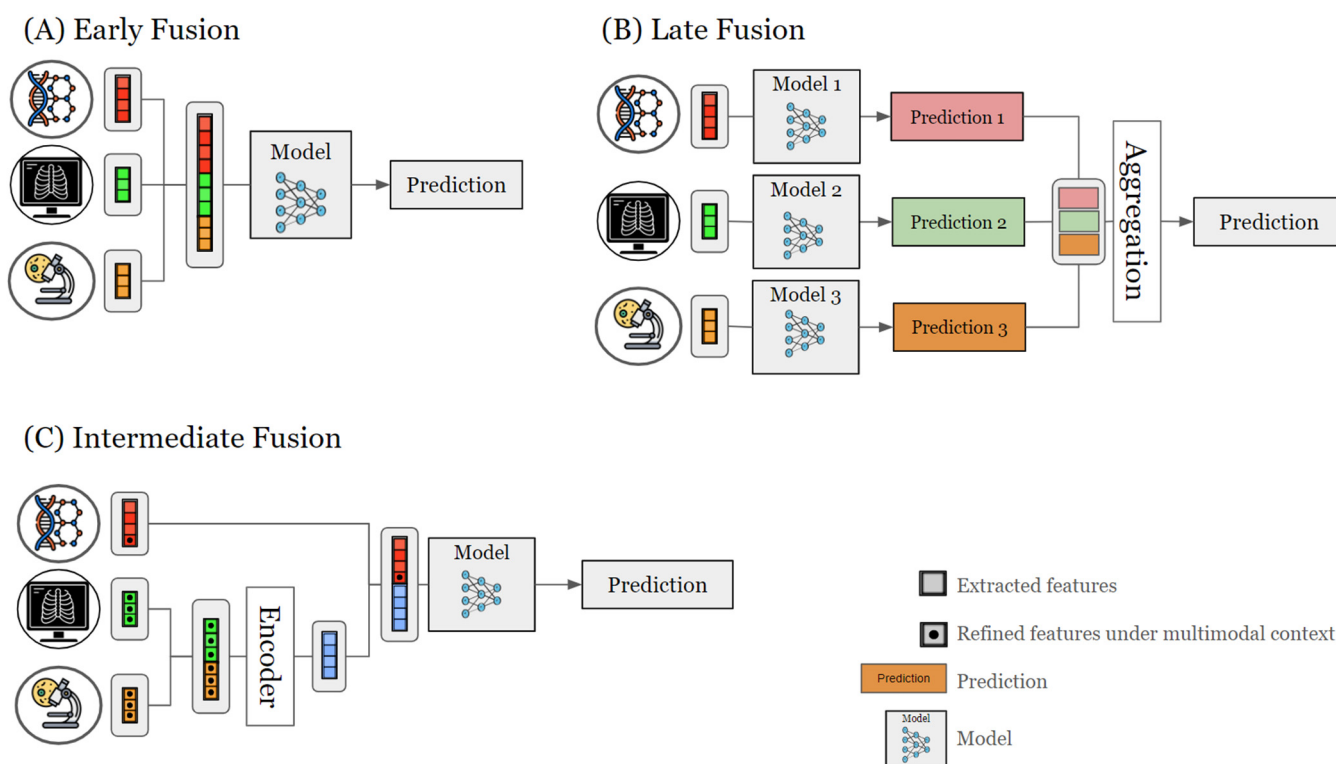 (A) Early Fusion
Model
Prediction
(B) Late Fusion
Model 1
Prediction 1
Model 2
Prediction 2
Model 3
Prediction 3
Aggregation
Prediction
(C) Intermediate Fusion
Encoder
Model
Prediction
Extracted features
Refined features under multimodal context
Prediction
Prediction
Model
Model